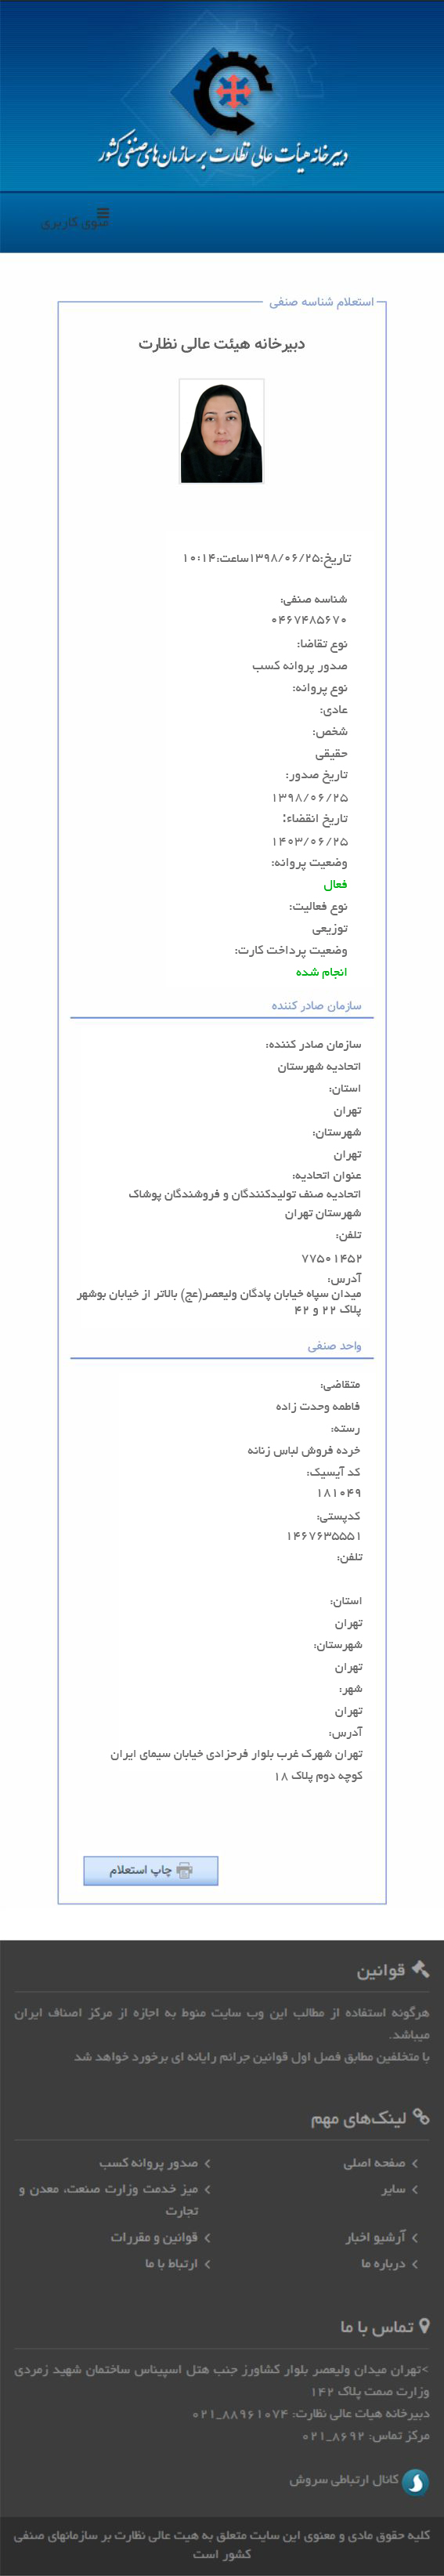 دبیرخانه هیأت عالی نظارت بر سازمان‌های صنفی کشور
منوی کاربری
استعلام شناسه صنفی
دبیرخانه هیئت عالی نظارت
تاریخ:۱۳۹۸/۰۶/۲۵ساعت:۱۰:۱۴
شناسه صنفی:
۰۴۶۷۴۸۵۶۷۰
نوع تقاضا:
صدور پروانه کسب
نوع پروانه:
عادی:
شخص:
حقیقی
تاریخ صدور:
۱۳۹۸/۰۶/۲۵
تاریخ انقضاء:
۱۴۰۳/۰۶/۲۵
وضعیت پروانه:
فعال
نوع فعالیت:
توزیعی
وضعیت پرداخت کارت:
انجام شده
سازمان صادر کننده
سازمان صادر کننده:
اتحادیه شهرستان
استان:
تهران
شهرستان:
تهران
عنوان اتحادیه:
اتحادیه صنف تولیدکنندگان و فروشندگان پوشاک
شهرستان تهران
تلفن:
۷۷۵۰۱۴۵۲
آدرس:
میدان سپاه خیابان پادگان ولیعصر(عج) بالاتر از خیابان بوشهر
پلاک ۲۲ و ۴۲
واحد صنفی
متقاضی:
فاطمه وحدت زاده
رسته:
خرده فروش لباس زنانه
کد آیسیک:
۱۸۱۰۴۹
کدپستی:
۱۴۶۷۶۳۵۵۵۱
تلفن:
استان:
تهران
شهرستان:
تهران
شهر:
تهران
آدرس:
تهران شهرک غرب بلوار فرحزادی خیابان سیمای ایران
کوچه دوم پلاک ۱۸
چاپ استعلام
قوانین
هرگونه استفاده از مطالب این وب سایت منوط به اجازه از مرکز اصناف ایران
میباشد.
با متخلفین مطابق فصل اول قوانین جرائم رایانه ای برخورد خواهد شد
لینک‌های مهم
صفحه اصلی
صدور پروانه کسب
سایر
میز خدمت وزارت صنعت، معدن و
تجارت
آرشیو اخبار
قوانین و مقررات
درباره ما
ارتباط با ما
تماس با ما
>تهران میدان ولیعصر بلوار کشاورز جنب هتل اسپیناس ساختمان شهید زمردی
وزارت صمت پلاک ۱۴۲
دبیرخانه هیات عالی نظارت: ۸۸۹۶۱۰۷۴_۰۲۱
مرکز تماس: ۸۶۹۲_۰۲۱
کانال ارتباطی سروش
کلیه حقوق مادی و معنوی این سایت متعلق به هیت عالی نظارت بر سازمانهای صنفی
کشور است